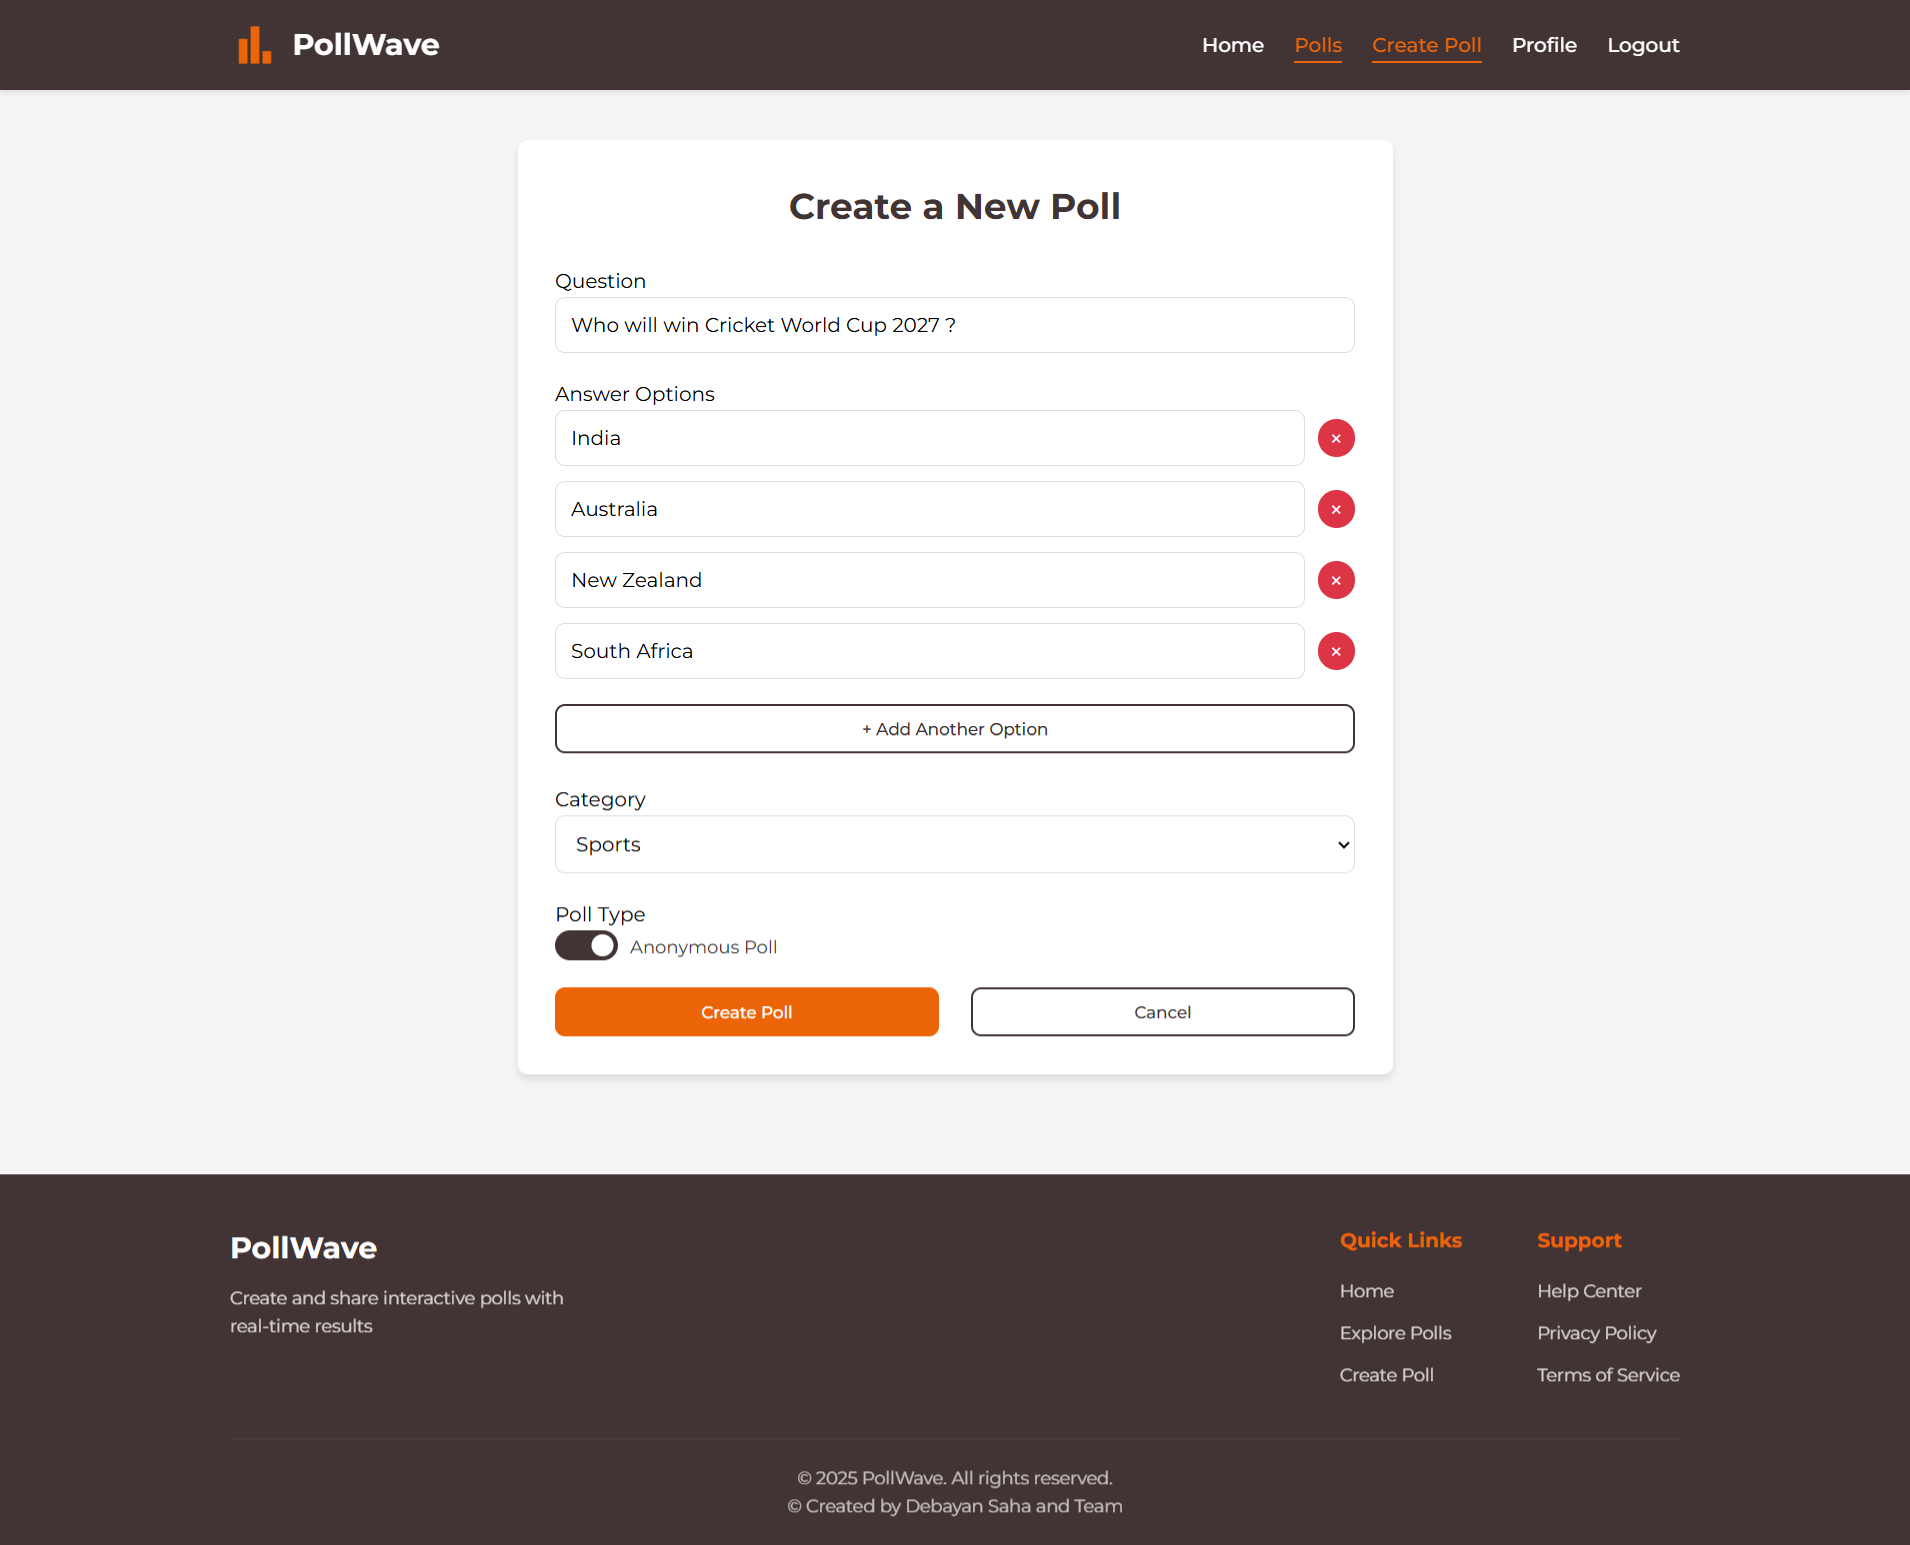 PollWave
Home Polls Create Poll Profile Logout
Create a New Poll
Question
Who will win Cricket World Cup 2027 ?
Answer Options
India
×
Australia
×
New Zealand
×
South Africa
×
+ Add Another Option
Category
Sports
Poll Type
Anonymous Poll
Create Poll
Cancel
PollWave
Create and share interactive polls with
real-time results
Quick Links
Home
Explore Polls
Create Poll
Support
Help Center
Privacy Policy
Terms of Service
© 2025 PollWave. All rights reserved.
© Created by Debayan Saha and Team